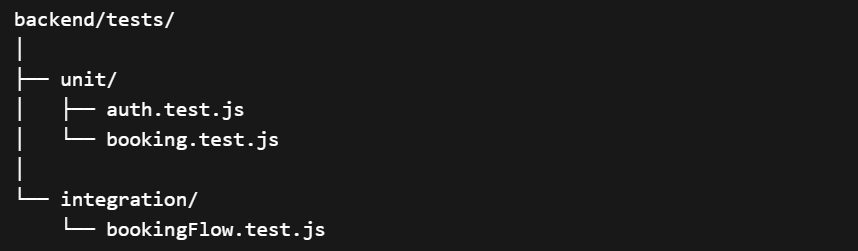 backend/tests/
│
├── unit/
│   ├── auth.test.js
│   └── booking.test.js
│
└── integration/
    └── bookingFlow.test.js